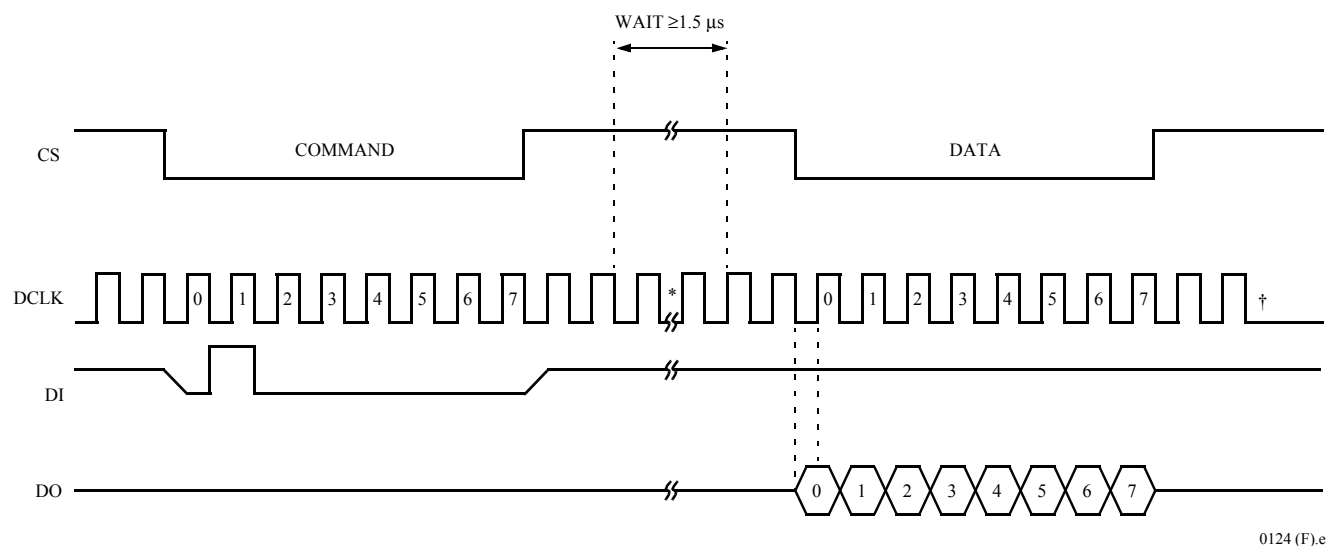 WAIT ≥1.5 µs
CS
COMMAND
DATA
DCLK
0 1 2 3 4 5 6 7 * 0 1 2 3 4 5 6 7 †
DI
DO
0 1 2 3 4 5 6 7
0124 (F).e